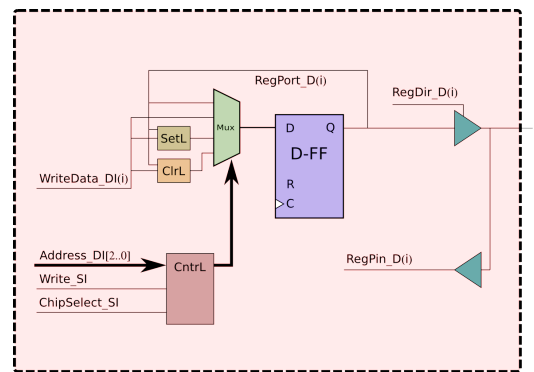 RegPort_D(i)
RegDir_D(i)
Mux
D Q
SetL
D-FF
ClrL
WriteData_DI(i)
R
C
Address_DI[2..0]
RegPin_D(i)
CntrL
Write_SI
ChipSelect_SI